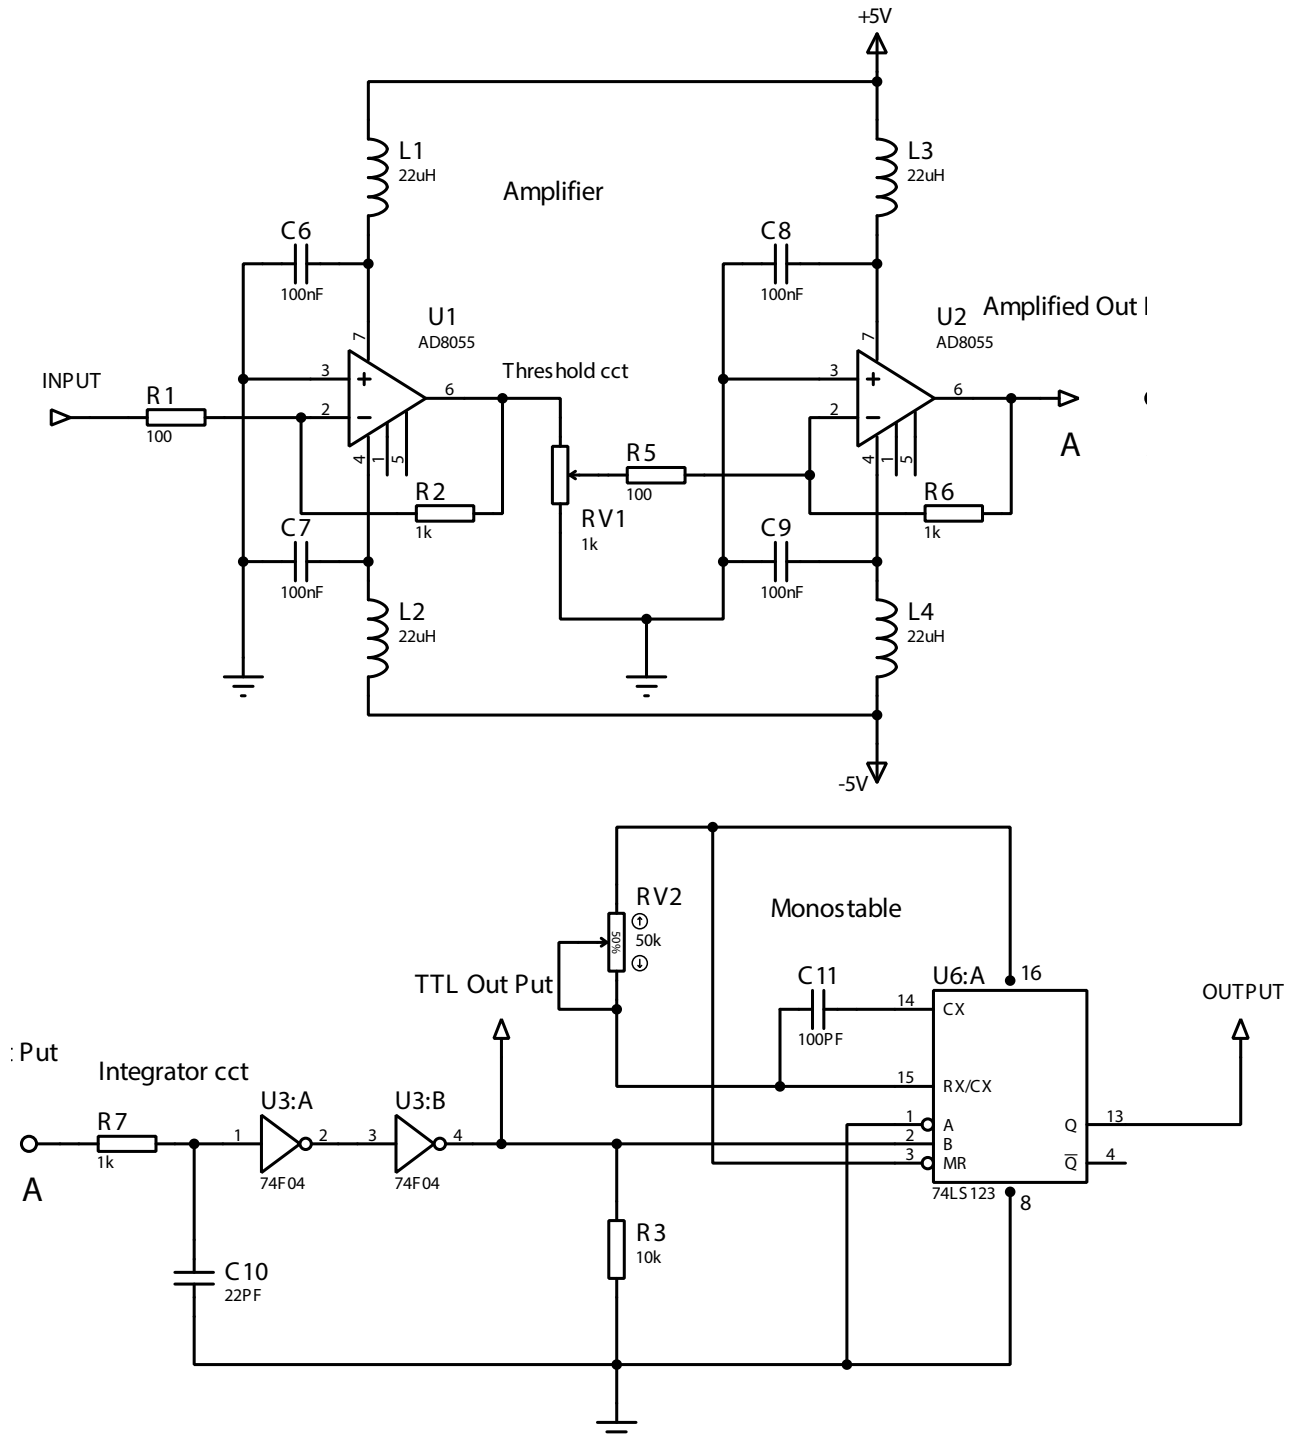 +5V
L1
22uH
L3
22uH
Amplifier
C6
100nF
C8
100nF
U1
AD8055
U2
AD8055
Amplified Out
7
7
INPUT
R1
100
3
2
+
−
6
4
1
5
Threshold cct
3
2
+
−
6
4
1
5
A
R5
100
R2
1k
RV1
1k
R6
1k
C7
100nF
C9
100nF
L2
22uH
L4
22uH
-5V
RV2
50%
50k
Monostable
TTL Out Put
C11
100PF
U6:A
16
OUTPUT
14
CX
: Put
Integrator cct
15
RX/CX
R7
1k
A
U3:A
1
2
74F04
U3:B
3
4
74F04
1
A
2
B
3
MR
Q
13
Q
4
74LS123
8
R3
10k
C10
22PF